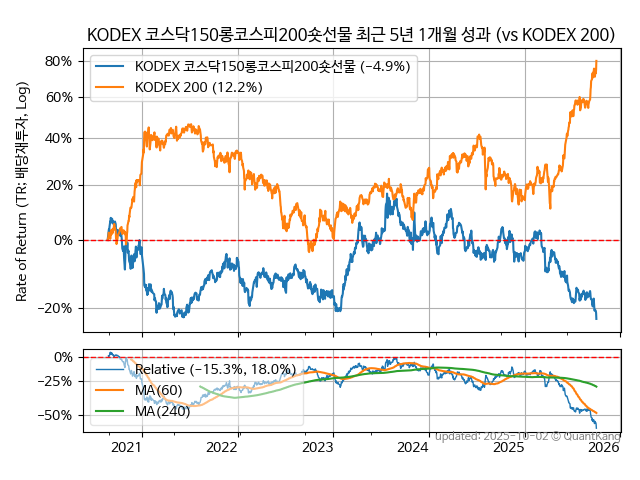 KODEX 코스닥150롱코스피200숏선물 최근 5년 1개월 성과 (vs KODEX 200)
Rate of Return (TR: 배당재투자, Log)
80%
60%
40%
20%
0%
−20%
KODEX 코스닥150롱코스피200숏선물 (−4.9%)
KODEX 200 (12.2%)
0%
−25%
−50%
Relative (−15.3%, 18.0%)
MA(60)
MA(240)
updated: 2025-10-02 © QuantKang
2021 2022 2023 2024 2025 2026